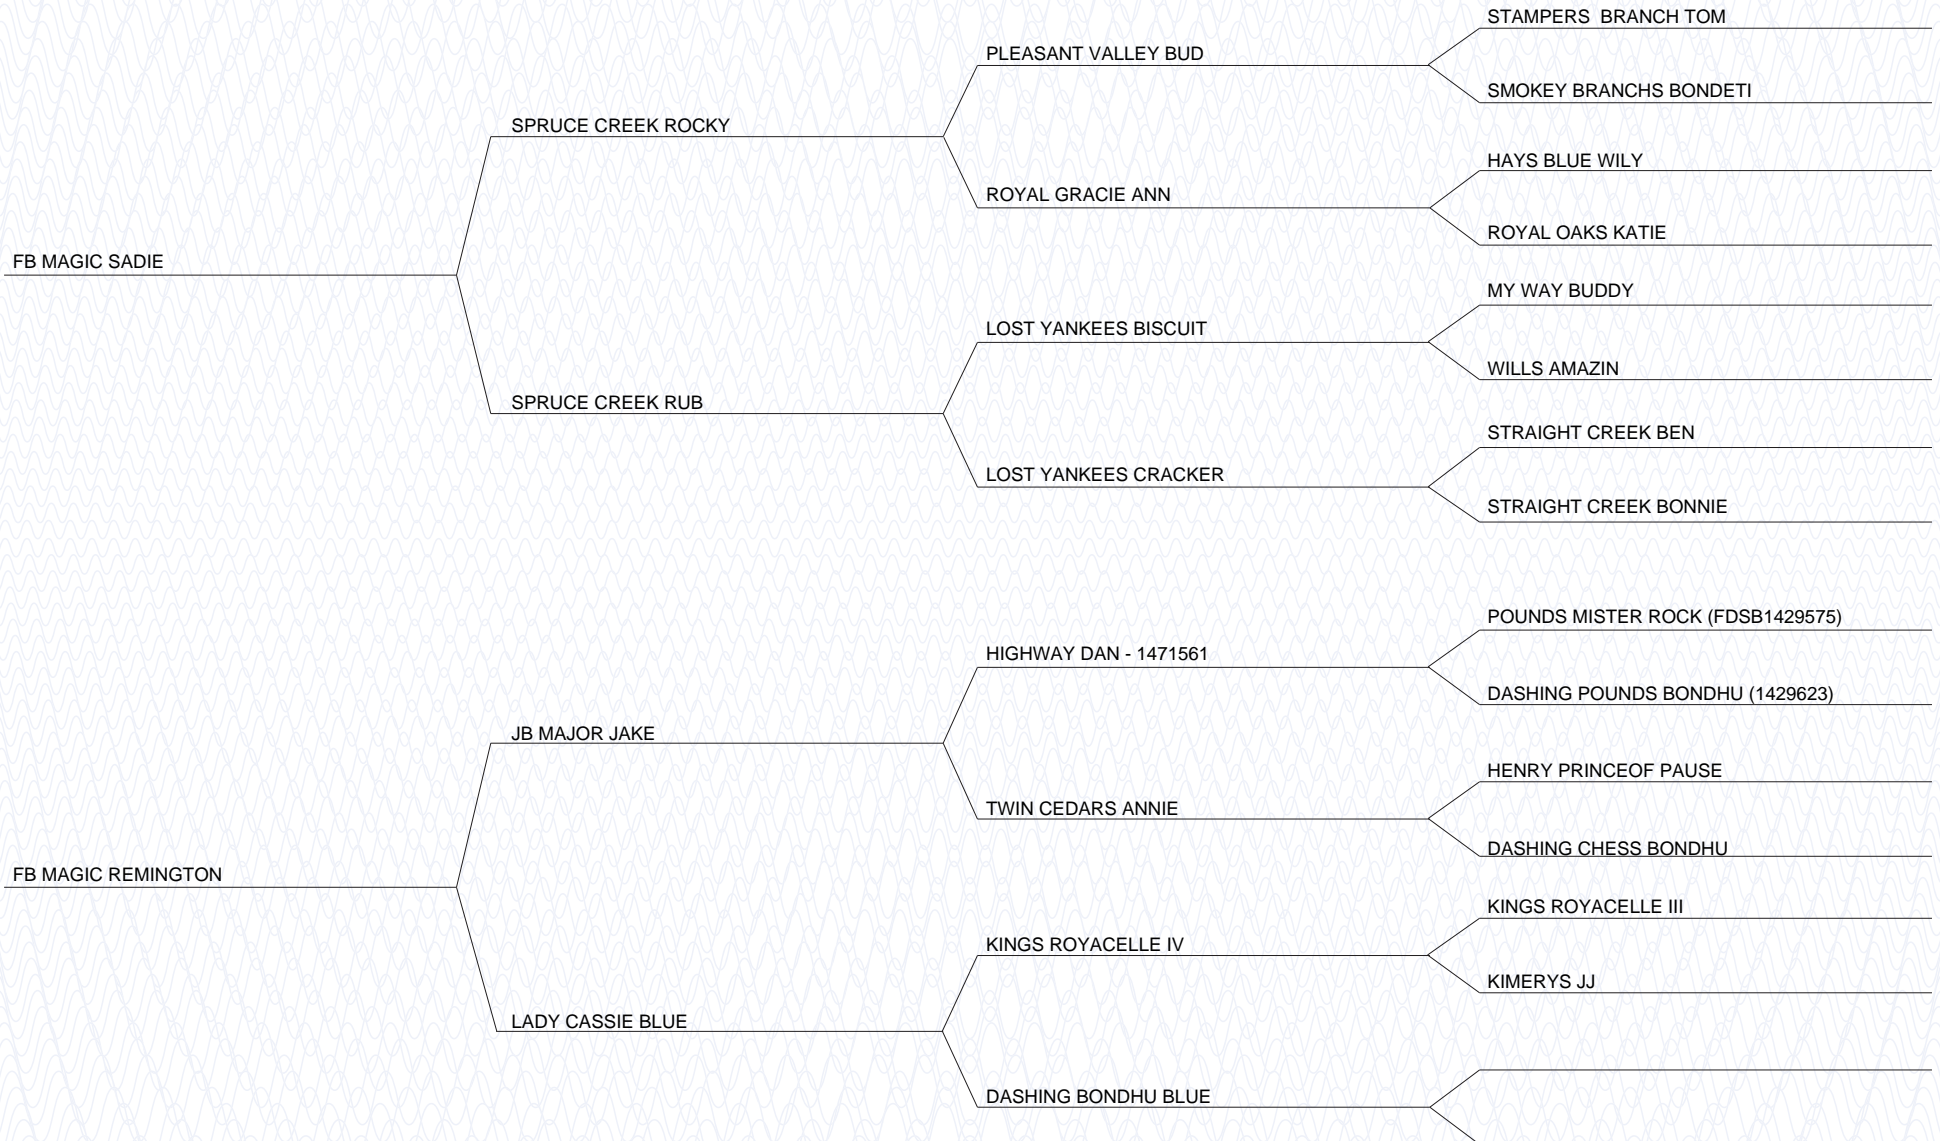 STAMPERS  BRANCH TOM
PLEASANT VALLEY BUD
SMOKEY BRANCHS BONDETI
SPRUCE CREEK ROCKY
HAYS BLUE WILY
ROYAL GRACIE ANN
ROYAL OAKS KATIE
FB MAGIC SADIE
MY WAY BUDDY
LOST YANKEES BISCUIT
WILLS AMAZIN
SPRUCE CREEK RUB
STRAIGHT CREEK BEN
LOST YANKEES CRACKER
STRAIGHT CREEK BONNIE
POUNDS MISTER ROCK (FDSB1429575)
HIGHWAY DAN - 1471561
DASHING POUNDS BONDHU (1429623)
JB MAJOR JAKE
HENRY PRINCEOF PAUSE
TWIN CEDARS ANNIE
DASHING CHESS BONDHU
FB MAGIC REMINGTON
KINGS ROYACELLE III
KINGS ROYACELLE IV
KIMERYS JJ
LADY CASSIE BLUE
DASHING BONDHU BLUE